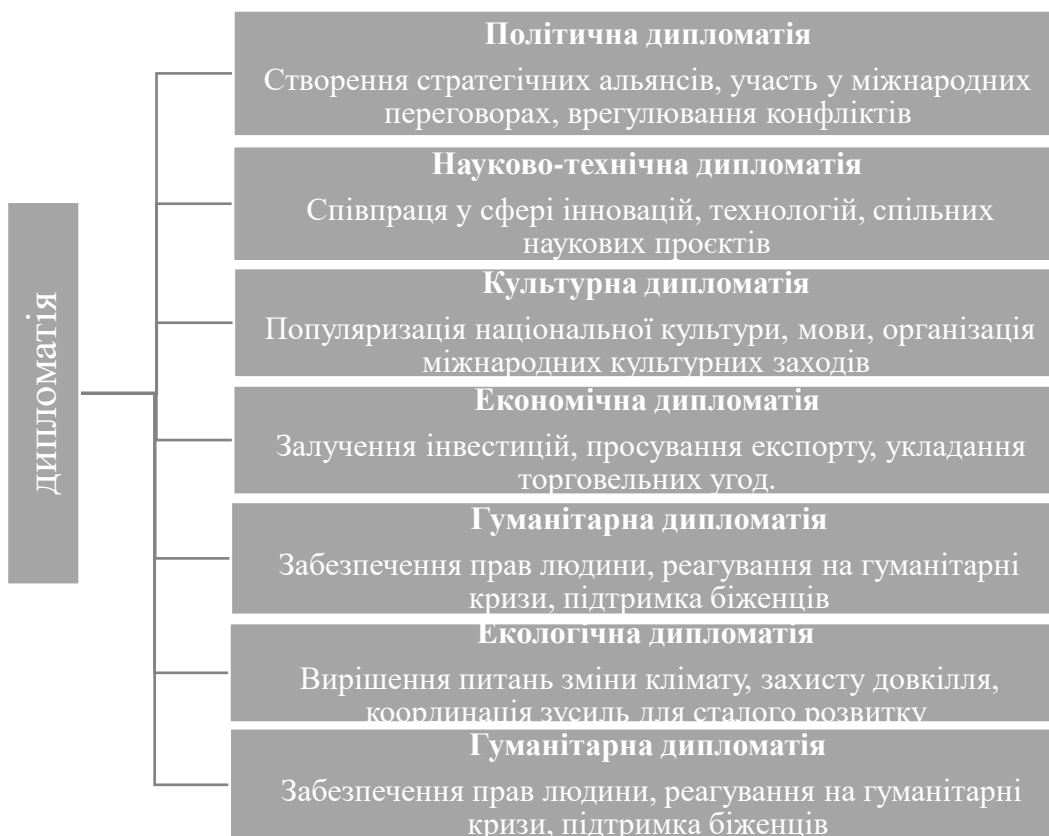 дипломатія
Політична дипломатія
Створення стратегічних альянсів, участь у міжнародних
переговорах, врегулювання конфліктів
Науково-технічна дипломатія
Співпраця у сфері інновацій, технологій, спільних
наукових проєктів
Культурна дипломатія
Популяризація національної культури, мови, організація
міжнародних культурних заходів
Економічна дипломатія
Залучення інвестицій, просування експорту, укладання
торговельних угод.
Гуманітарна дипломатія
Забезпечення прав людини, реагування на гуманітарні
кризи, підтримка біженців
Екологічна дипломатія
Вирішення питань зміни клімату, захисту довкілля,
координація зусиль для сталого розвитку
Гуманітарна дипломатія
Забезпечення прав людини, реагування на гуманітарні
кризи, підтримка біженців